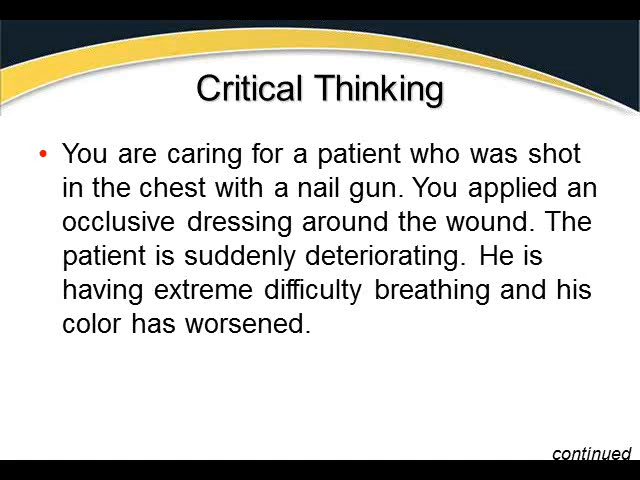 Critical Thinking
• You are caring for a patient who was shot
in the chest with a nail gun. You applied an
occlusive dressing around the wound. The
patient is suddenly deteriorating. He is
having extreme difficulty breathing and his
color has worsened.
continued